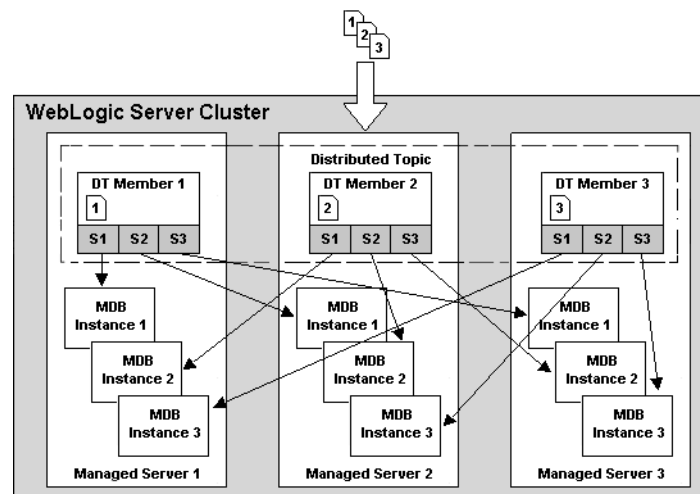 1
2
3
WebLogic Server Cluster
Distributed Topic
DT Member 1
1
S1 S2 S3
DT Member 2
2
S1 S2 S3
DT Member 3
3
S1 S2 S3
MDB
Instance 1
MDB
Instance 2
MDB
Instance 3
Managed Server 1
MDB
Instance 1
MDB
Instance 2
MDB
Instance 3
Managed Server 2
MDB
Instance 1
MDB
Instance 2
MDB
Instance 3
Managed Server 3